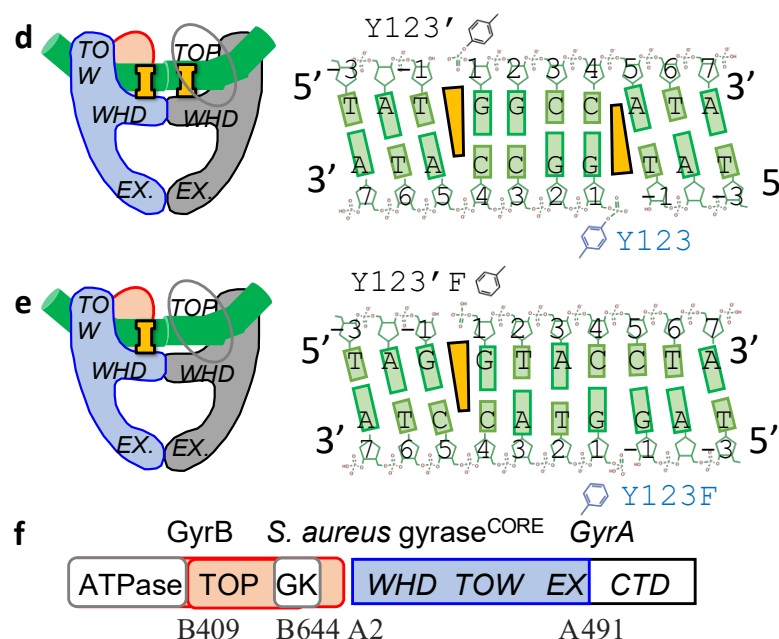 d
TO
W
TOP
I
I
WHD
WHD
EX.
EX.
Y123'
5'
-3
-1
1
2
3
4
5
6
7
3'
T A T G G C C A T A
3'
A T A C C G G T A T
5
7 6 5 4 3 2 1 -1 -3
Y123
e
TO
W
TOP
I
WHD
WHD
EX.
EX.
Y123'F
5'
-3 -1 1 2 3 4 5 6 7
3'
T A G G T A C C T A
3'
A T C C A T G G A T
5'
7 6 5 4 3 2 1 -1 -3
Y123F
f
GyrB
S. aureus gyraseCORE
GyrA
ATPase
TOP
GK
WHD TOW EX
CTD
B409
B644
A2
A491